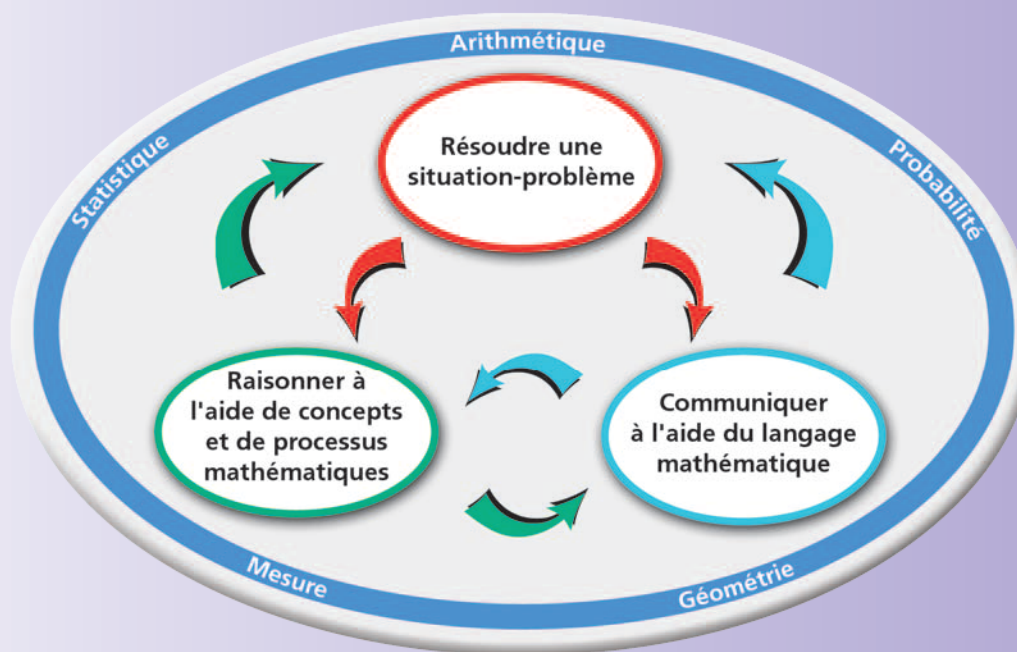 Arithmétique
Statistique
Probabilité
Résoudre une
situation-problème
Raisonner à
l'aide de concepts
et de processus
mathématiques
Communiquer
à l'aide du langage
mathématique
Mesure
Géométrie